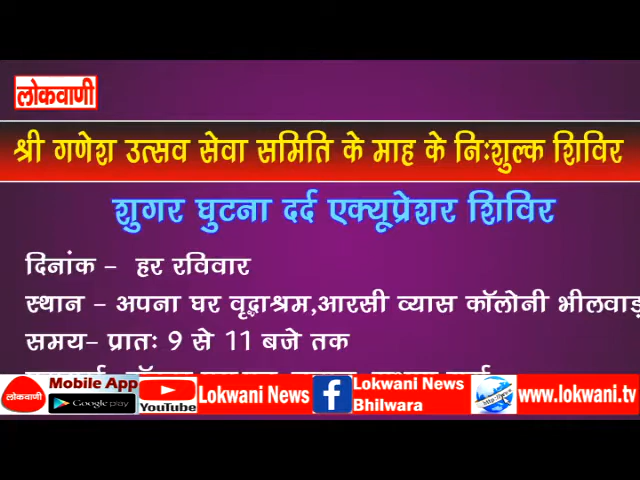 लोकवाणी
श्री गणेश उत्सव सेवा समिति के माह के निःशुल्क शिविर
शुगर घुटना दर्द एक्यूप्रेशर शिविर
दिनांक – हर रविवार
स्थान – अपना घर वृद्धाश्रम,आरसी व्यास कॉलोनी भीलवाड़
समय– प्रातः 9 से 11 बजे तक
लोकवाणी
Mobile App
Google play
YouTube
Lokwani News
Lokwani News
Bhilwara
www.lokwani.tv